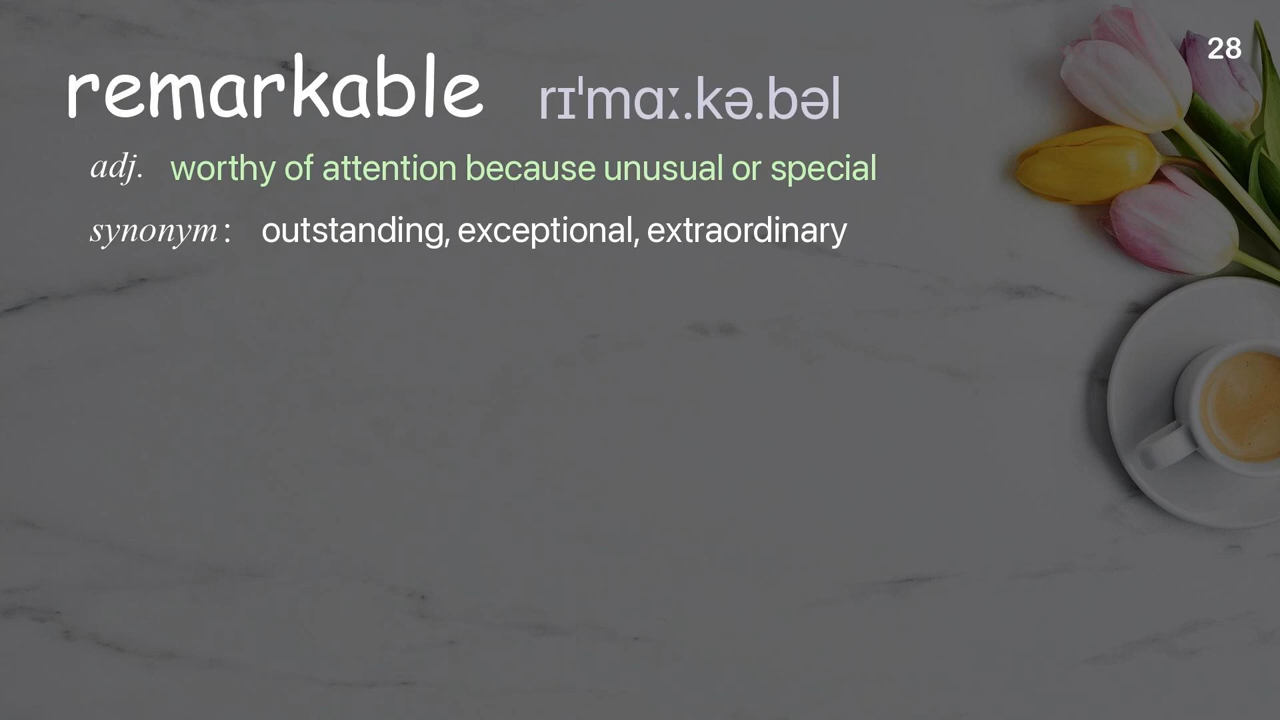 28
remarkable rɪˈmɑː.kə.bəl
adj. worthy of attention because unusual or special
synonym: outstanding, exceptional, extraordinary